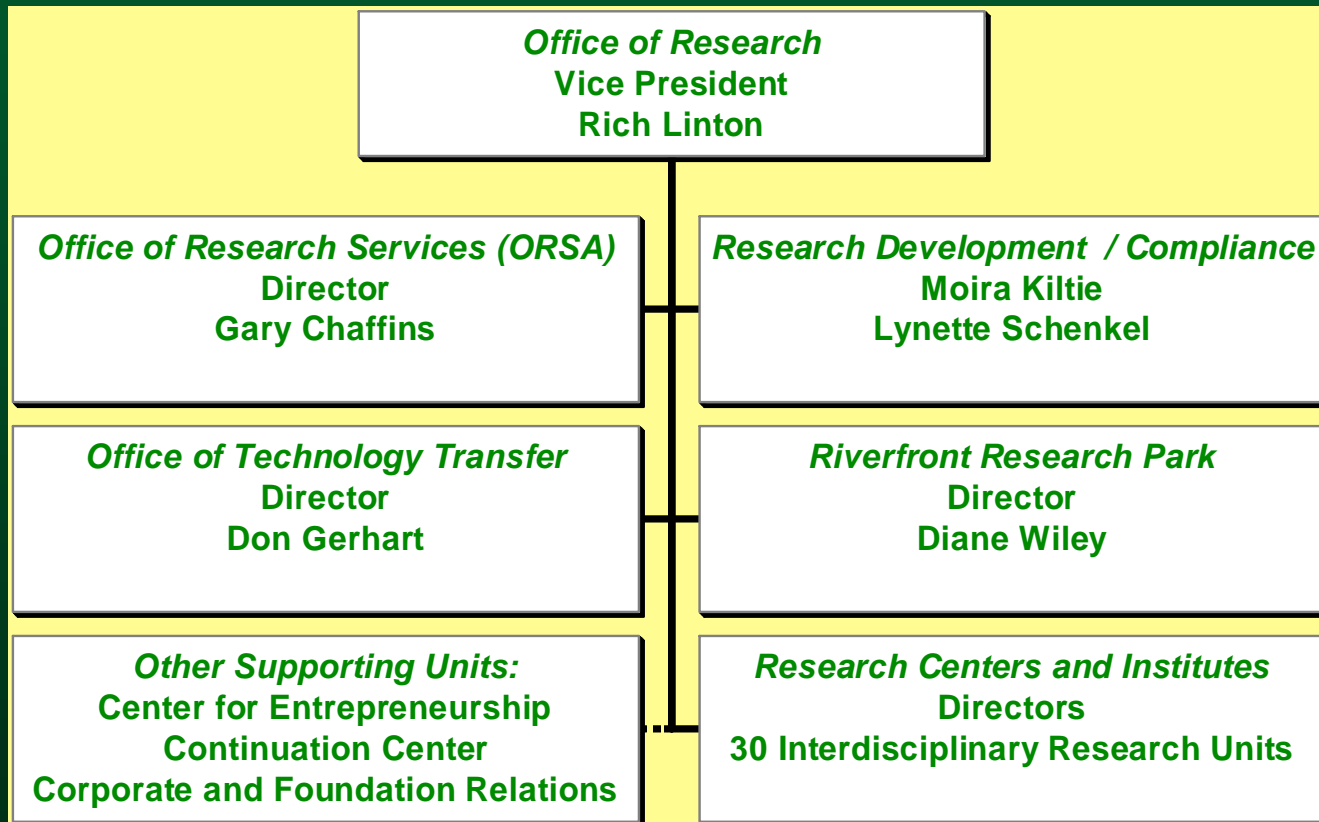 Office of Research
Vice President
Rich Linton
Office of Research Services (ORSA)
Director
Gary Chaffins
Research Development / Compliance
Moira Kiltie
Lynette Schenkel
Office of Technology Transfer
Director
Don Gerhart
Riverfront Research Park
Director
Diane Wiley
Other Supporting Units:
Center for Entrepreneurship
Continuation Center
Corporate and Foundation Relations
Research Centers and Institutes
Directors
30 Interdisciplinary Research Units